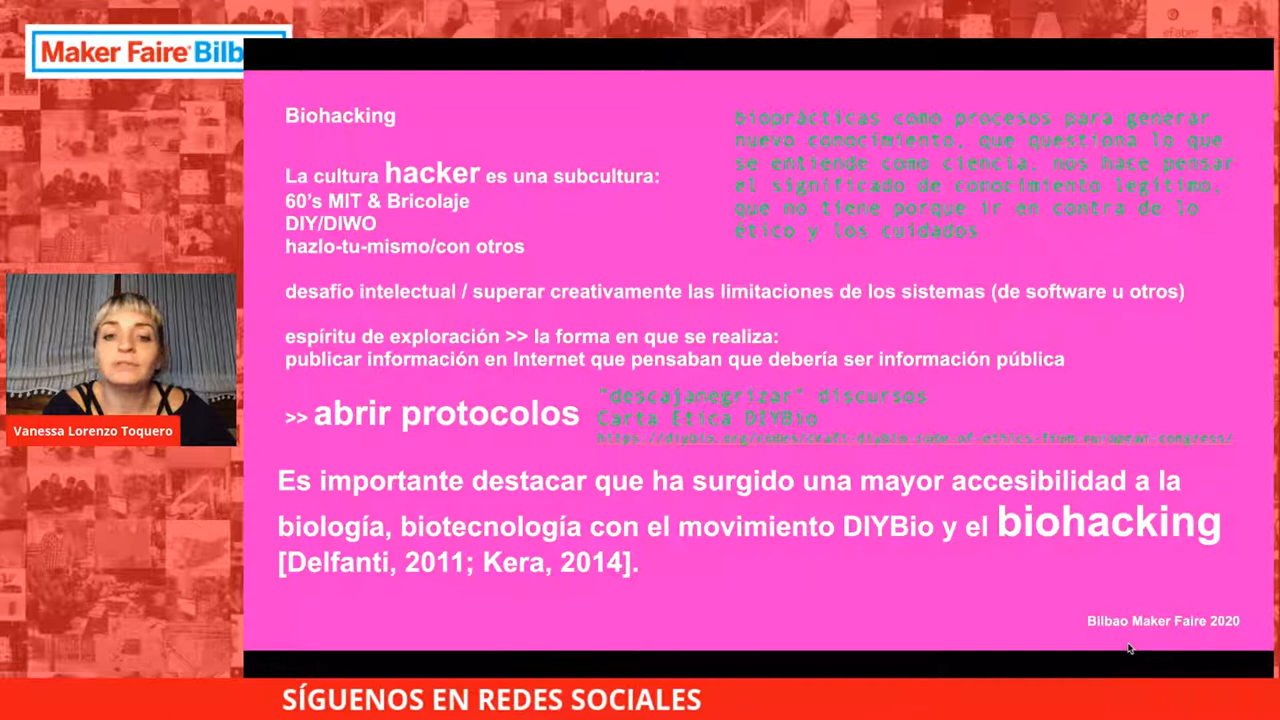 Maker Faire Bilb
efaber
Biohacking
La cultura hacker es una subcultura:
60's MIT & Bricolaje
DIY/DIWO
hazlo-tu-mismo/con otros
bioprácticas como procesos para generar
nuevo conocimiento, que questiona lo que
se entiende como ciencia, nos hace pensar
el significado de conocimiento legítimo,
que no tiene porque ir en contra de lo
ético y los cuidados
desafío intelectual / superar creativamente las limitaciones de los sistemas (de software u otros)
espíritu de exploración >> la forma en que se realiza:
publicar información en Internet que pensaban que debería ser información pública
>> abrir protocolos
"descajanegrizar" discursos
Carta Etica DIYBio
https://diybio.org/codes/draft-diybio-code-of-ethics-from-european-congress/
Es importante destacar que ha surgido una mayor accesibilidad a la
biología, biotecnología con el movimiento DIYBio y el biohacking
[Delfanti, 2011; Kera, 2014].
Vanessa Lorenzo Toquero
Bilbao Maker Faire 2020
SÍGUENOS EN REDES SOCIALES